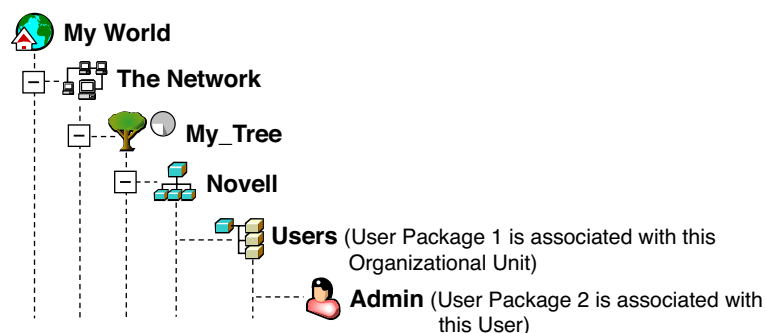 My World
The Network
My_Tree
Novell
Users (User Package 1 is associated with this
Organizational Unit)
Admin (User Package 2 is associated with
this User)